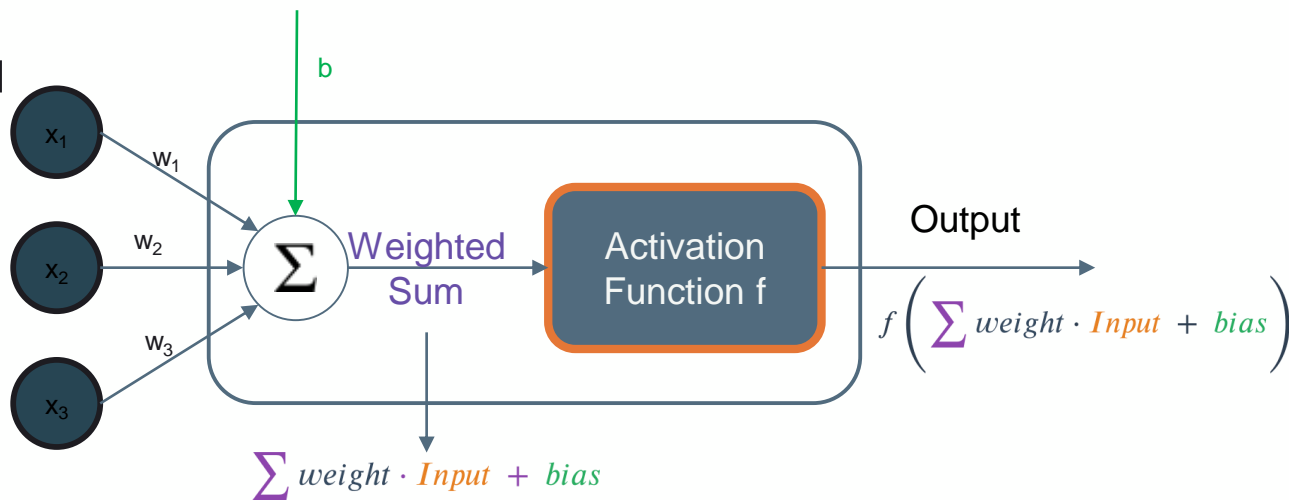 b
x₁
w₁
w₂
x₂
Σ
Weighted
Sum
Activation
Function f
Output
f(∑ weight · Input + bias)
w₃
x₃
∑ weight · Input + bias